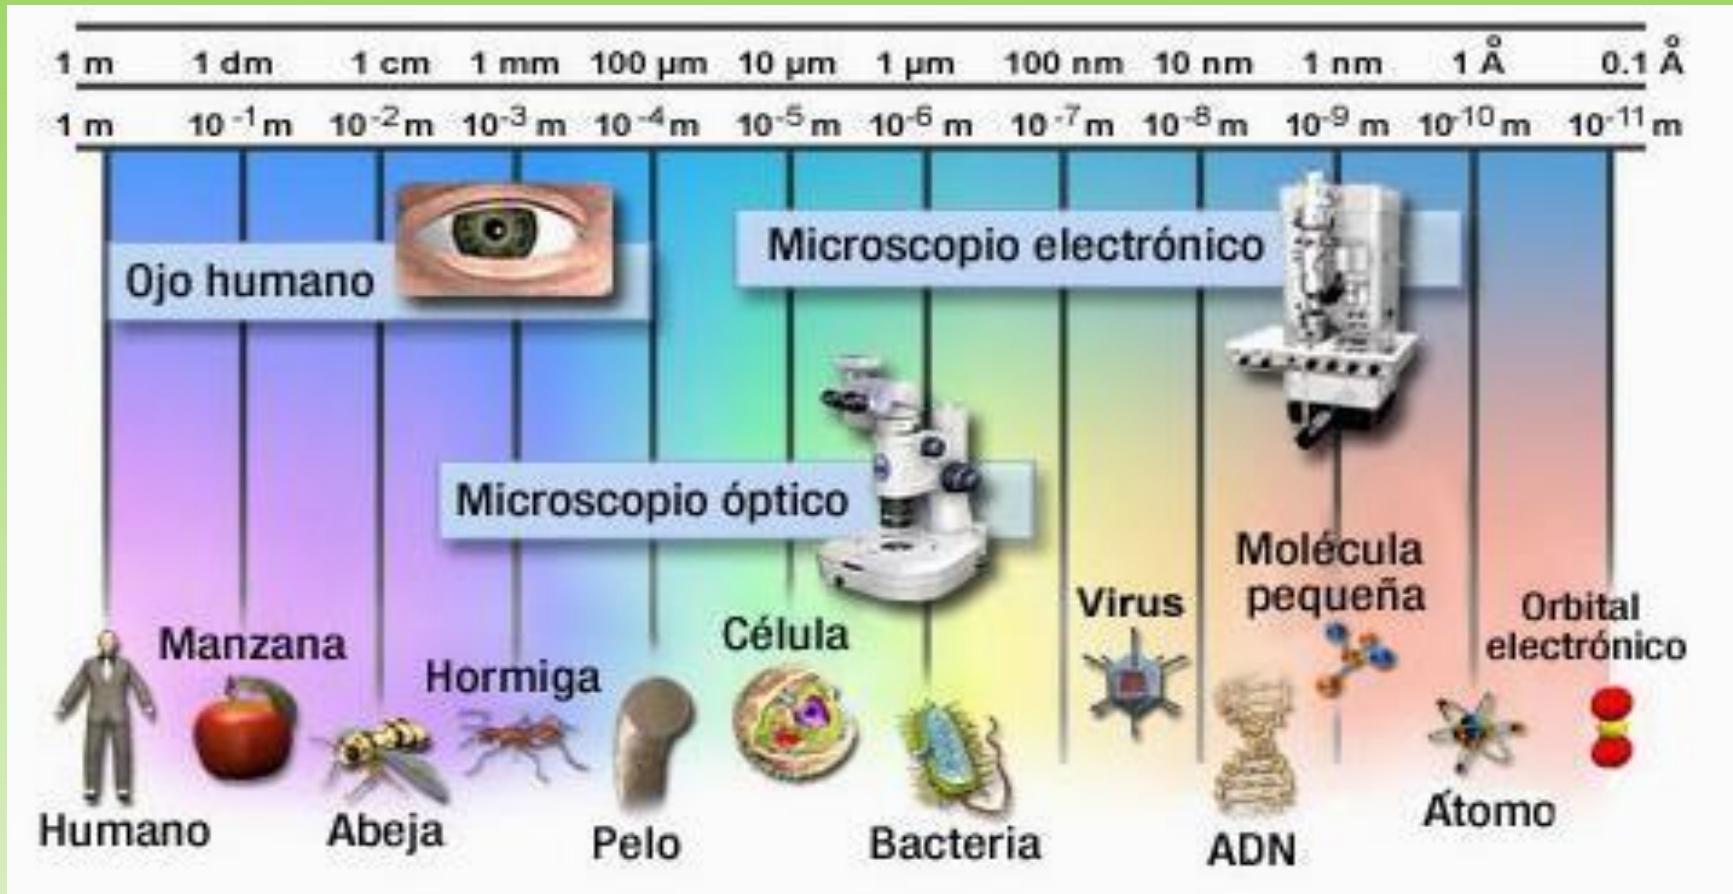 1 m 1 dm 1 cm 1 mm 100 µm 10 µm 1 µm 100 nm 10 nm 1 nm 1 Å 0.1 Å
1 m 10⁻¹ m 10⁻² m 10⁻³ m 10⁻⁴ m 10⁻⁵ m 10⁻⁶ m 10⁻⁷ m 10⁻⁸ m 10⁻⁹ m 10⁻¹⁰ m 10⁻¹¹ m
Ojo humano
Microscopio electrónico
Microscopio óptico
Humano
Manzana
Abeja
Hormiga
Pelo
Célula
Bacteria
Virus
ADN
Molécula
pequeña
Átomo
Orbital
electrónico